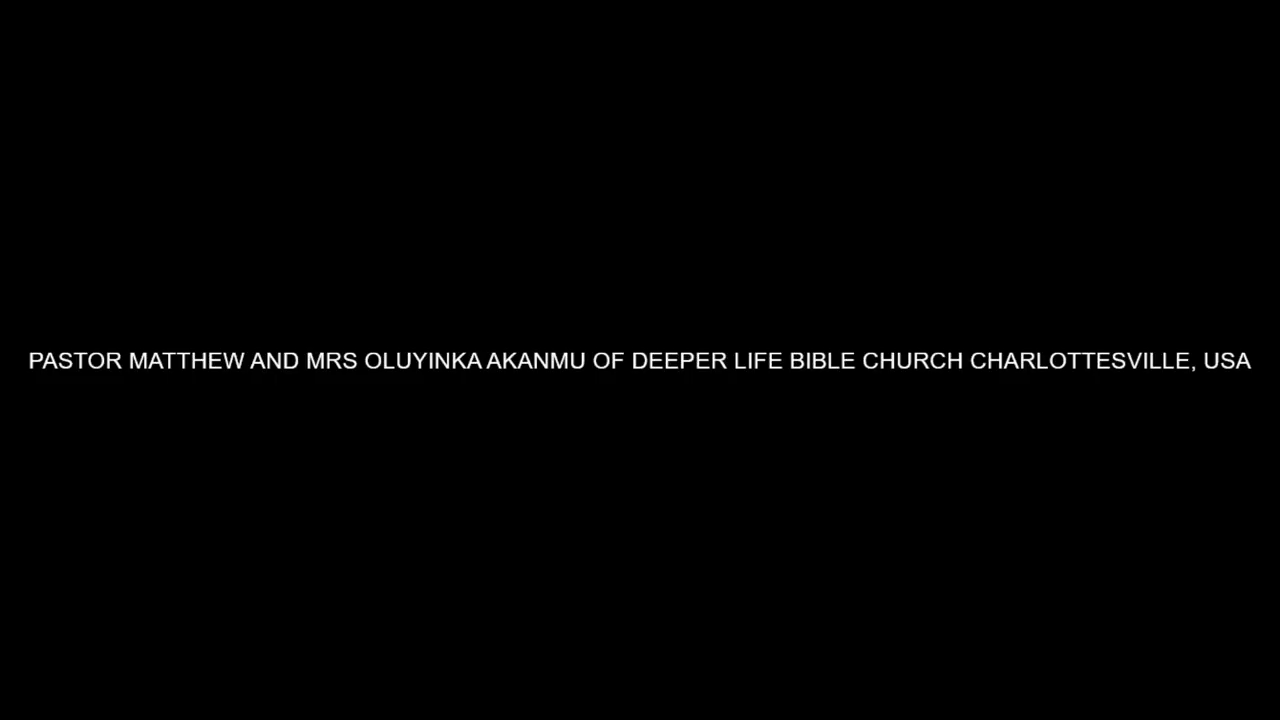 PASTOR MATTHEW AND MRS OLUYINKA AKANMU OF DEEPER LIFE BIBLE CHURCH CHARLOTTESVILLE, USA